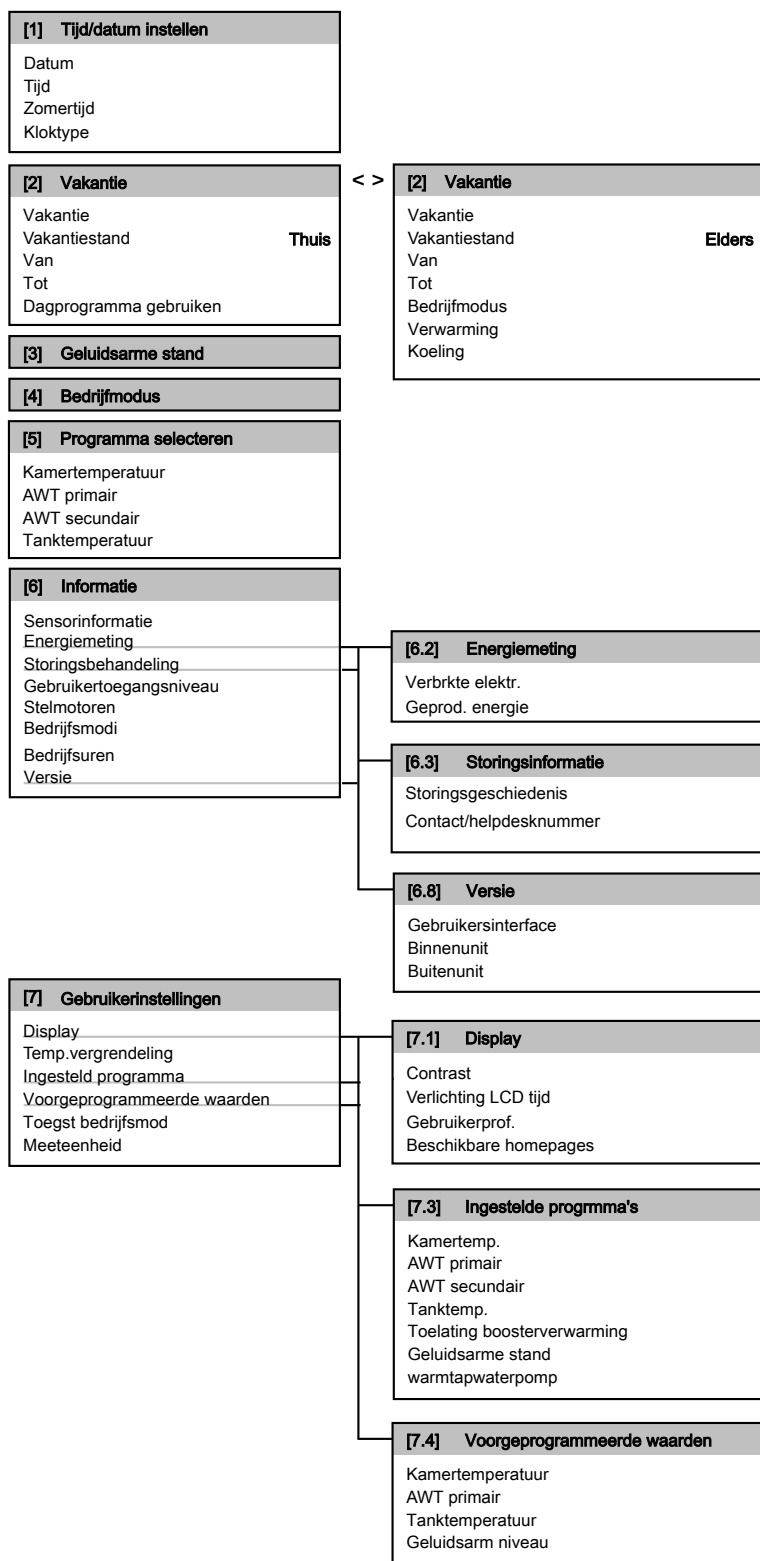 [1] Tijd/datum instellen
Datum
Tijd
Zomertijd
Kloktype
[2] Vakantie
Vakantie
Vakantiestand Thuis
Van
Tot
Dagprogramma gebruiken
< >
[2] Vakantie
Vakantie
Vakantiestand Elders
Van
Tot
Bedrijfmodus
Verwarming
Koeling
[3] Geluidsarme stand
[4] Bedrijfmodus
[5] Programma selecteren
Kamertemperatuur
AWT primair
AWT secundair
Tanktemperatuur
[6] Informatie
Sensorinformatie
Energiemeting
Storingsbehandeling
Gebruikertoegangsniveau
Stelmotoren
Bedrijfsmodi
Bedrijfsuren
Versie
[6.2] Energiemeting
Verbrkte elektr.
Geprod. energie
[6.3] Storingsinformatie
Storingsgeschiedenis
Contact/helpdesknummer
[6.8] Versie
Gebruikersinterface
Binnenunit
Buitenunit
[7] Gebruikerinstellingen
Display
Temp.vergrendeling
Ingesteld programma
Voorgeprogrammeerde waarden
Toegst bedrijfsmod
Meeteenheid
[7.1] Display
Contrast
Verlichting LCD tijd
Gebruikerprof.
Beschikbare homepages
[7.3] Ingestelde progrmma's
Kamertemp.
AWT primair
AWT secundair
Tanktemp.
Toelating boosterverwarming
Geluidsarme stand
warmtapwaterpomp
[7.4] Voorgeprogrammeerde waarden
Kamertemperatuur
AWT primair
Tanktemperatuur
Geluidsarm niveau